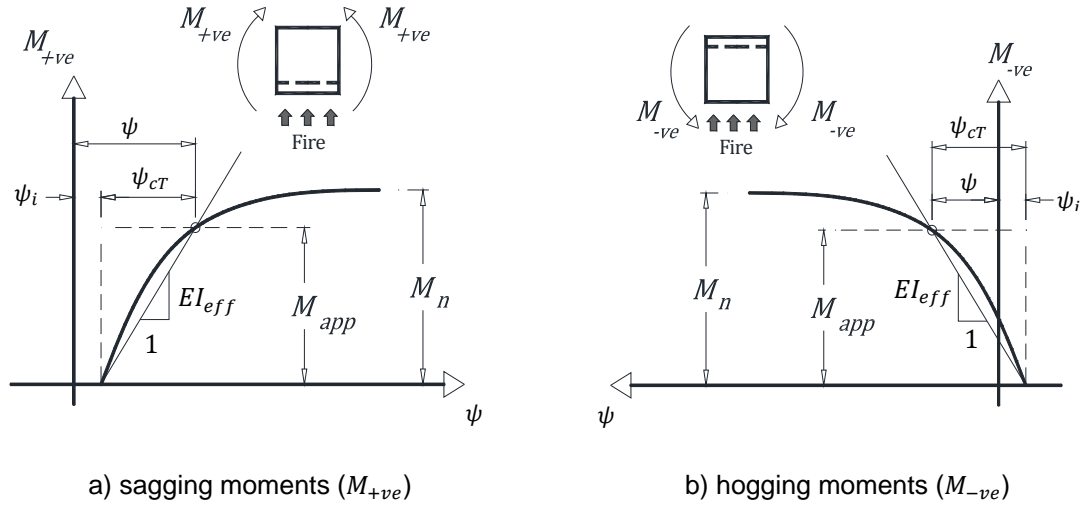 M+ve
M+ve
M+ve
Fire
ψ
ψcT
ψi
EIeff
1
Mapp
Mn
ψ
a) sagging moments (M+ve)
M-ve
M-ve
M-ve
Fire
ψcT
ψ
ψi
EIeff
1
Mn
Mapp
ψ
b) hogging moments (M−ve)